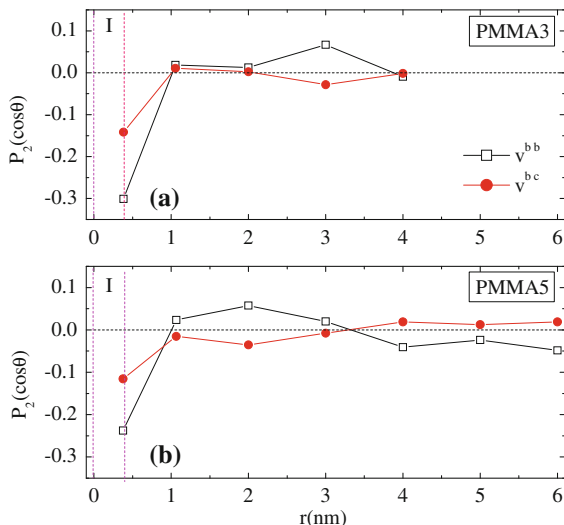 I
PMMA3
0.1
0.0
-0.1
-0.2
-0.3
P₂(cosθ)
v^{bb}
v^{bc}
(a)
0 1 2 3 4 5 6
I
PMMA5
0.1
0.0
-0.1
-0.2
-0.3
P₂(cosθ)
(b)
0 1 2 3 4 5 6
r(nm)